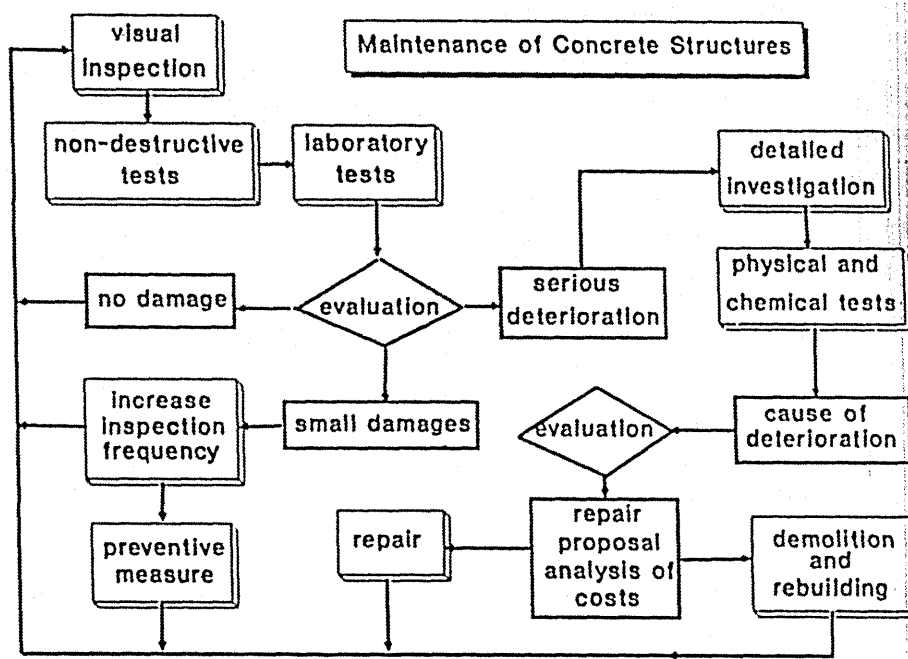 Maintenance of Concrete Structures
visual
inspection
non-destructive
tests
laboratory
tests
detailed
investigation
physical and
chemical tests
no damage
evaluation
serious
deterioration
increase
inspection
frequency
small damages
evaluation
cause of
deterioration
preventive
measure
repair
repair
proposal
analysis of
costs
demolition
and
rebuilding